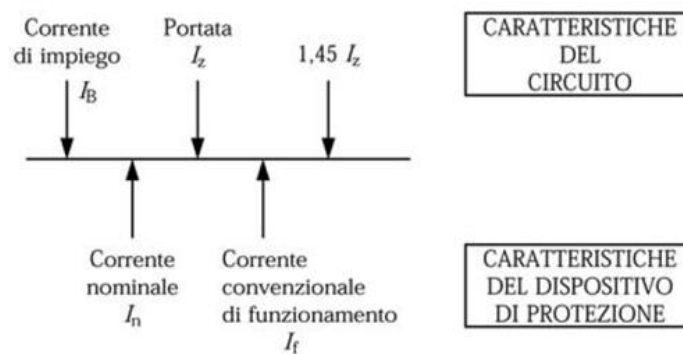 Corrente
di impiego
I_B
Portata
I_z
1,45 I_z
CARATTERISTICHE
DEL
CIRCUITO
Corrente
nominale
I_n
Corrente
convenzionale
di funzionamento
I_f
CARATTERISTICHE
DEL DISPOSITIVO
DI PROTEZIONE